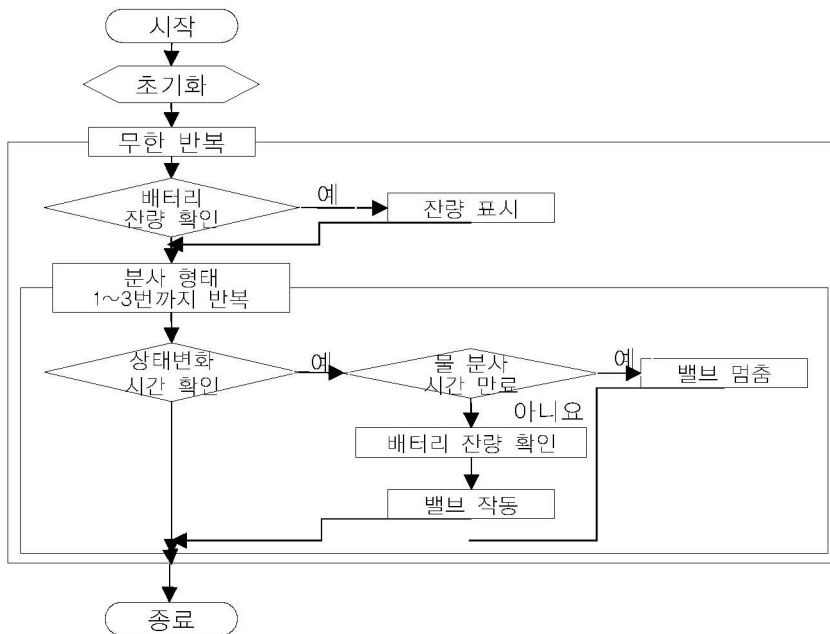 시작
초기화
무한 반복
배터리
잔량 확인
예
잔량 표시
분사 형태
1~3번까지 반복
상태변화
시간 확인
예
물 분사
시간 만료
예
밸브 멈춤
아니요
배터리 잔량 확인
밸브 작동
종료